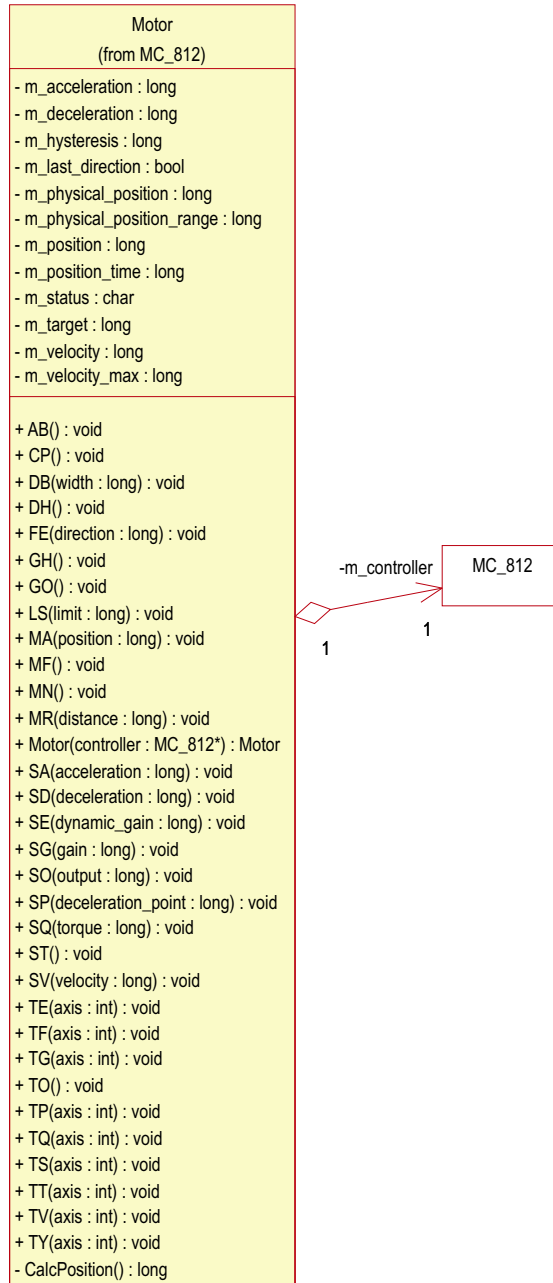 Motor
(from MC_812)
- m_acceleration : long
- m_deceleration : long
- m_hysteresis : long
- m_last_direction : bool
- m_physical_position : long
- m_physical_position_range : long
- m_position : long
- m_position_time : long
- m_status : char
- m_target : long
- m_velocity : long
- m_velocity_max : long
+ AB() : void
+ CP() : void
+ DB(width : long) : void
+ DH() : void
+ FE(direction : long) : void
+ GH() : void
+ GO() : void
+ LS(limit : long) : void
+ MA(position : long) : void
+ MF() : void
+ MN() : void
+ MR(distance : long) : void
+ Motor(controller : MC_812*) : Motor
+ SA(acceleration : long) : void
+ SD(deceleration : long) : void
+ SE(dynamic_gain : long) : void
+ SG(gain : long) : void
+ SO(output : long) : void
+ SP(deceleration_point : long) : void
+ SQ(torque : long) : void
+ ST() : void
+ SV(velocity : long) : void
+ TE(axis : int) : void
+ TF(axis : int) : void
+ TG(axis : int) : void
+ TO() : void
+ TP(axis : int) : void
+ TQ(axis : int) : void
+ TS(axis : int) : void
+ TT(axis : int) : void
+ TV(axis : int) : void
+ TY(axis : int) : void
- CalcPosition() : long
-m_controller
1
1
MC_812